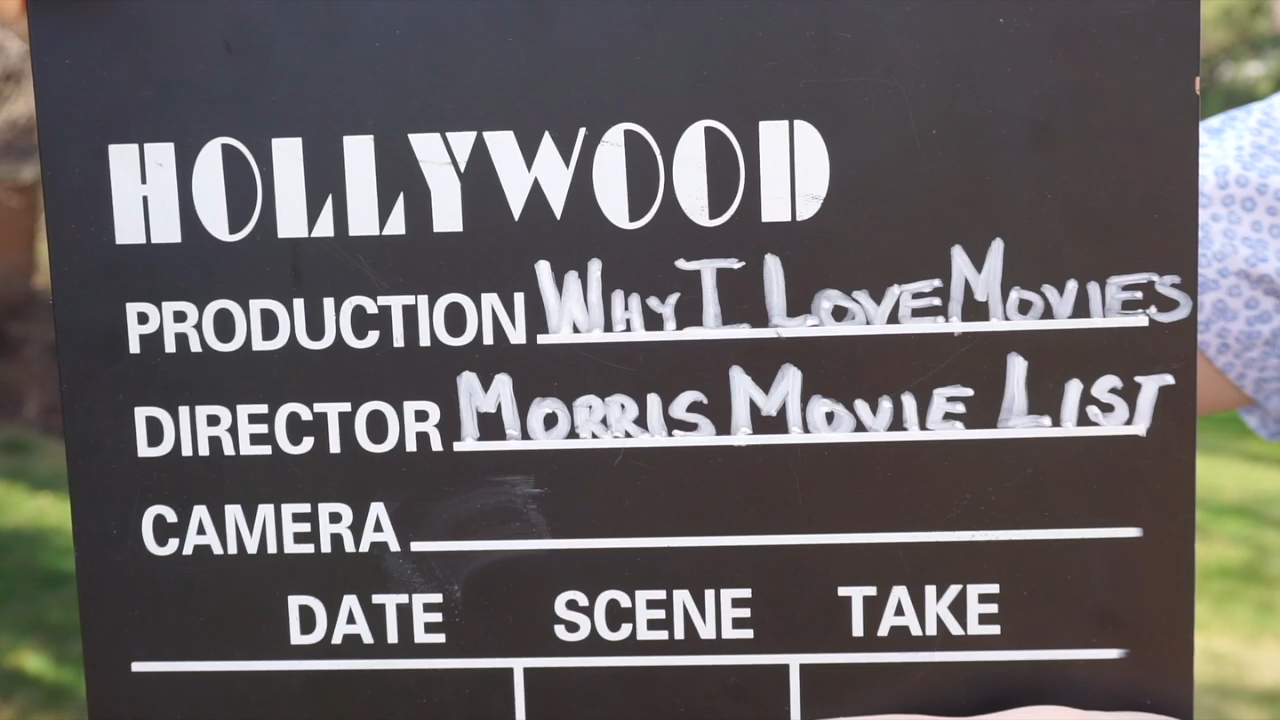 HOLLYWOOD
PRODUCTION WHY I LOVE MOVIES
DIRECTOR MORRIS MOVIE LIST
CAMERA
DATE SCENE TAKE